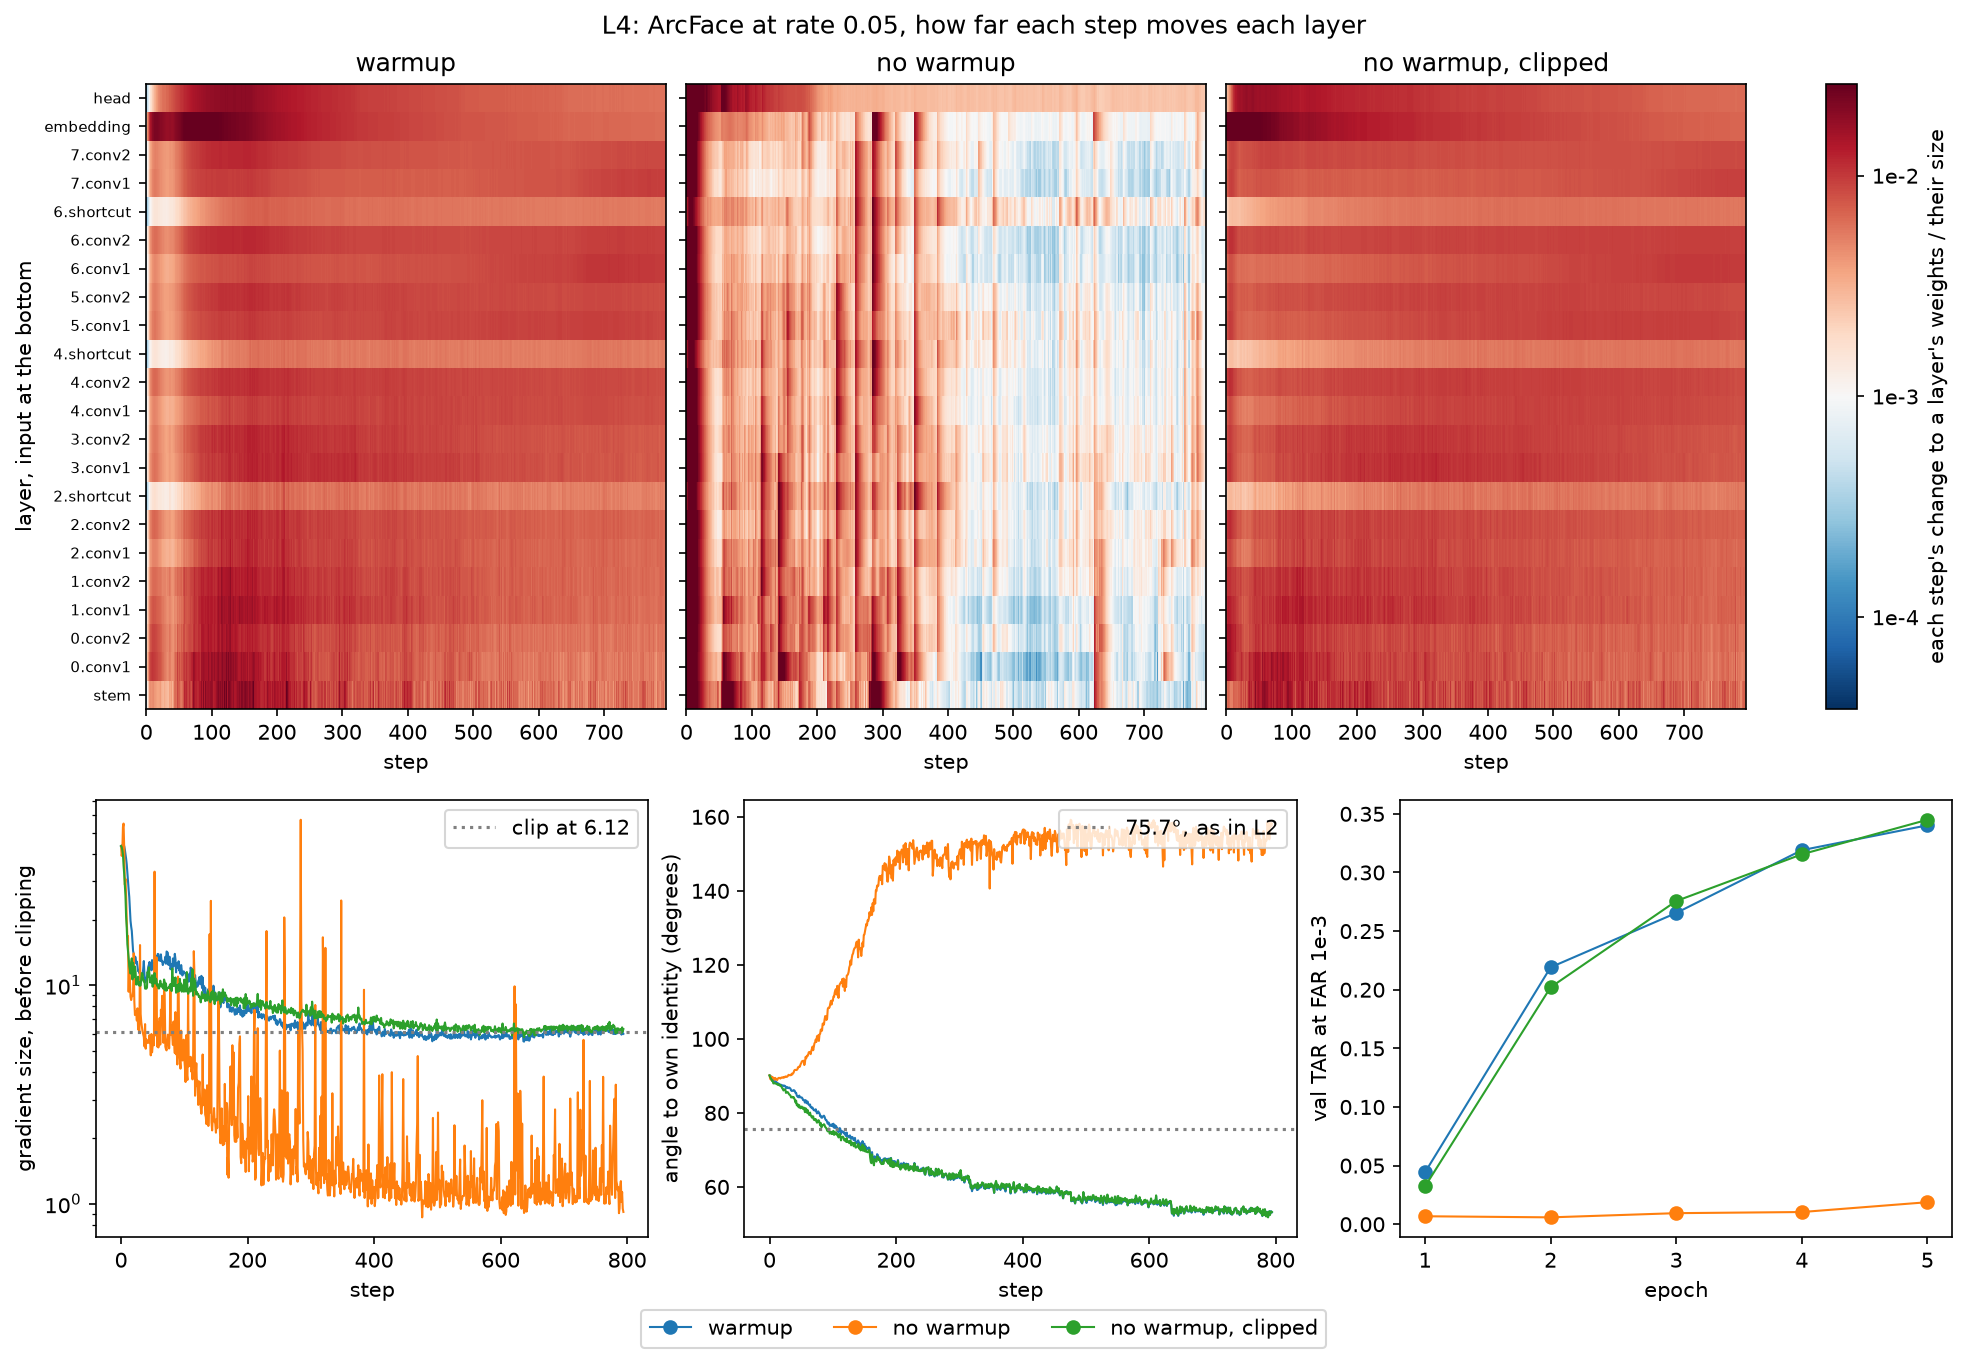 L4: ArcFace at rate 0.05, how far each step moves each layer
warmup
no warmup
no warmup, clipped
layer, input at the bottom
head
embedding
7.conv2
7.conv1
6.shortcut
6.conv2
6.conv1
5.conv2
5.conv1
4.shortcut
4.conv2
4.conv1
3.conv2
3.conv1
2.shortcut
2.conv2
2.conv1
1.conv2
1.conv1
0.conv2
0.conv1
stem
0 100 200 300 400 500 600 700
step
0 100 200 300 400 500 600 700
step
0 100 200 300 400 500 600 700
step
1e-2
1e-3
1e-4
each step's change to a layer's weights / their size
gradient size, before clipping
10¹
10⁰
clip at 6.12
0 200 400 600 800
step
angle to own identity (degrees)
160
140
120
100
80
60
75.7°, as in L2
0 200 400 600 800
step
val TAR at FAR 1e-3
0.35
0.30
0.25
0.20
0.15
0.10
0.05
0.00
1 2 3 4 5
epoch
warmup
no warmup
no warmup, clipped